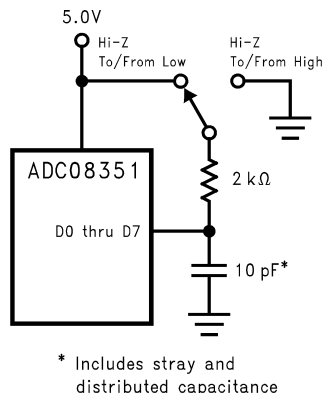 5.0V
Hi-Z
To/From Low
Hi-Z
To/From High
ADC08351
2 kΩ
D0 thru D7
10 pF*
* Includes stray and
distributed capacitance